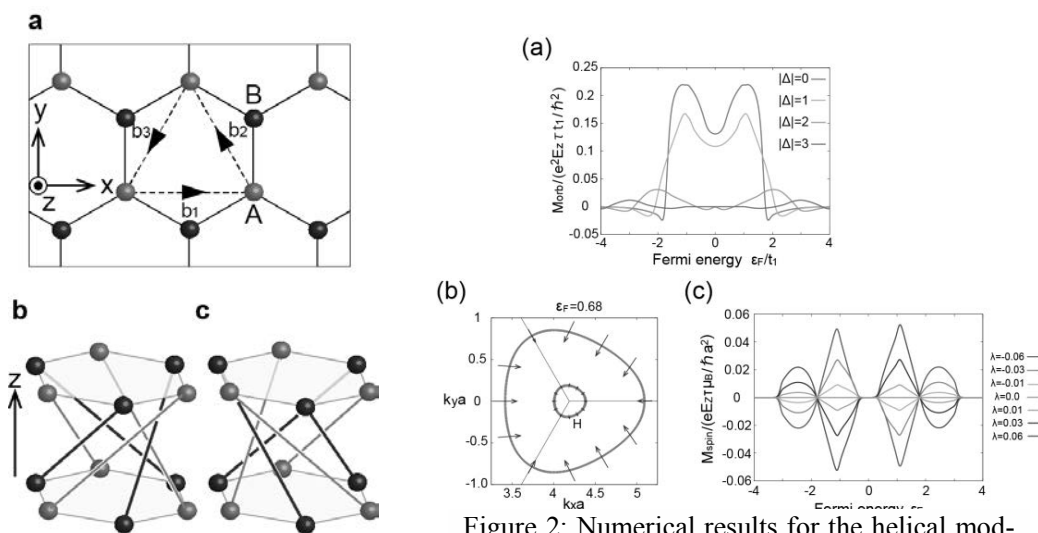 a
B
y
b3
b2
x
z
b1
A
b
c
z
(a)
0.25
0.2
0.15
0.1
0.05
0
-0.05
Morb/(e²Ezτt₁/ℏ²)
|Δ|=0
|Δ|=1
|Δ|=2
|Δ|=3
-4 -2 0 2 4
Fermi energy εF/t₁
(b)
εF=0.68
1
0.5
0
-0.5
-1.0
kya
H
3.5 4 4.5 5
kxa
(c)
0.06
0.04
0.02
0
-0.02
-0.04
-0.06
Mspin/(eEzτμB/ℏa²)
-4 -2 0 2 4
Fermi energy εF
λ=-0.06
λ=-0.03
λ=-0.01
λ=0.0
λ=0.01
λ=0.03
λ=0.06
Figure 2: Numerical results for the helical mod-